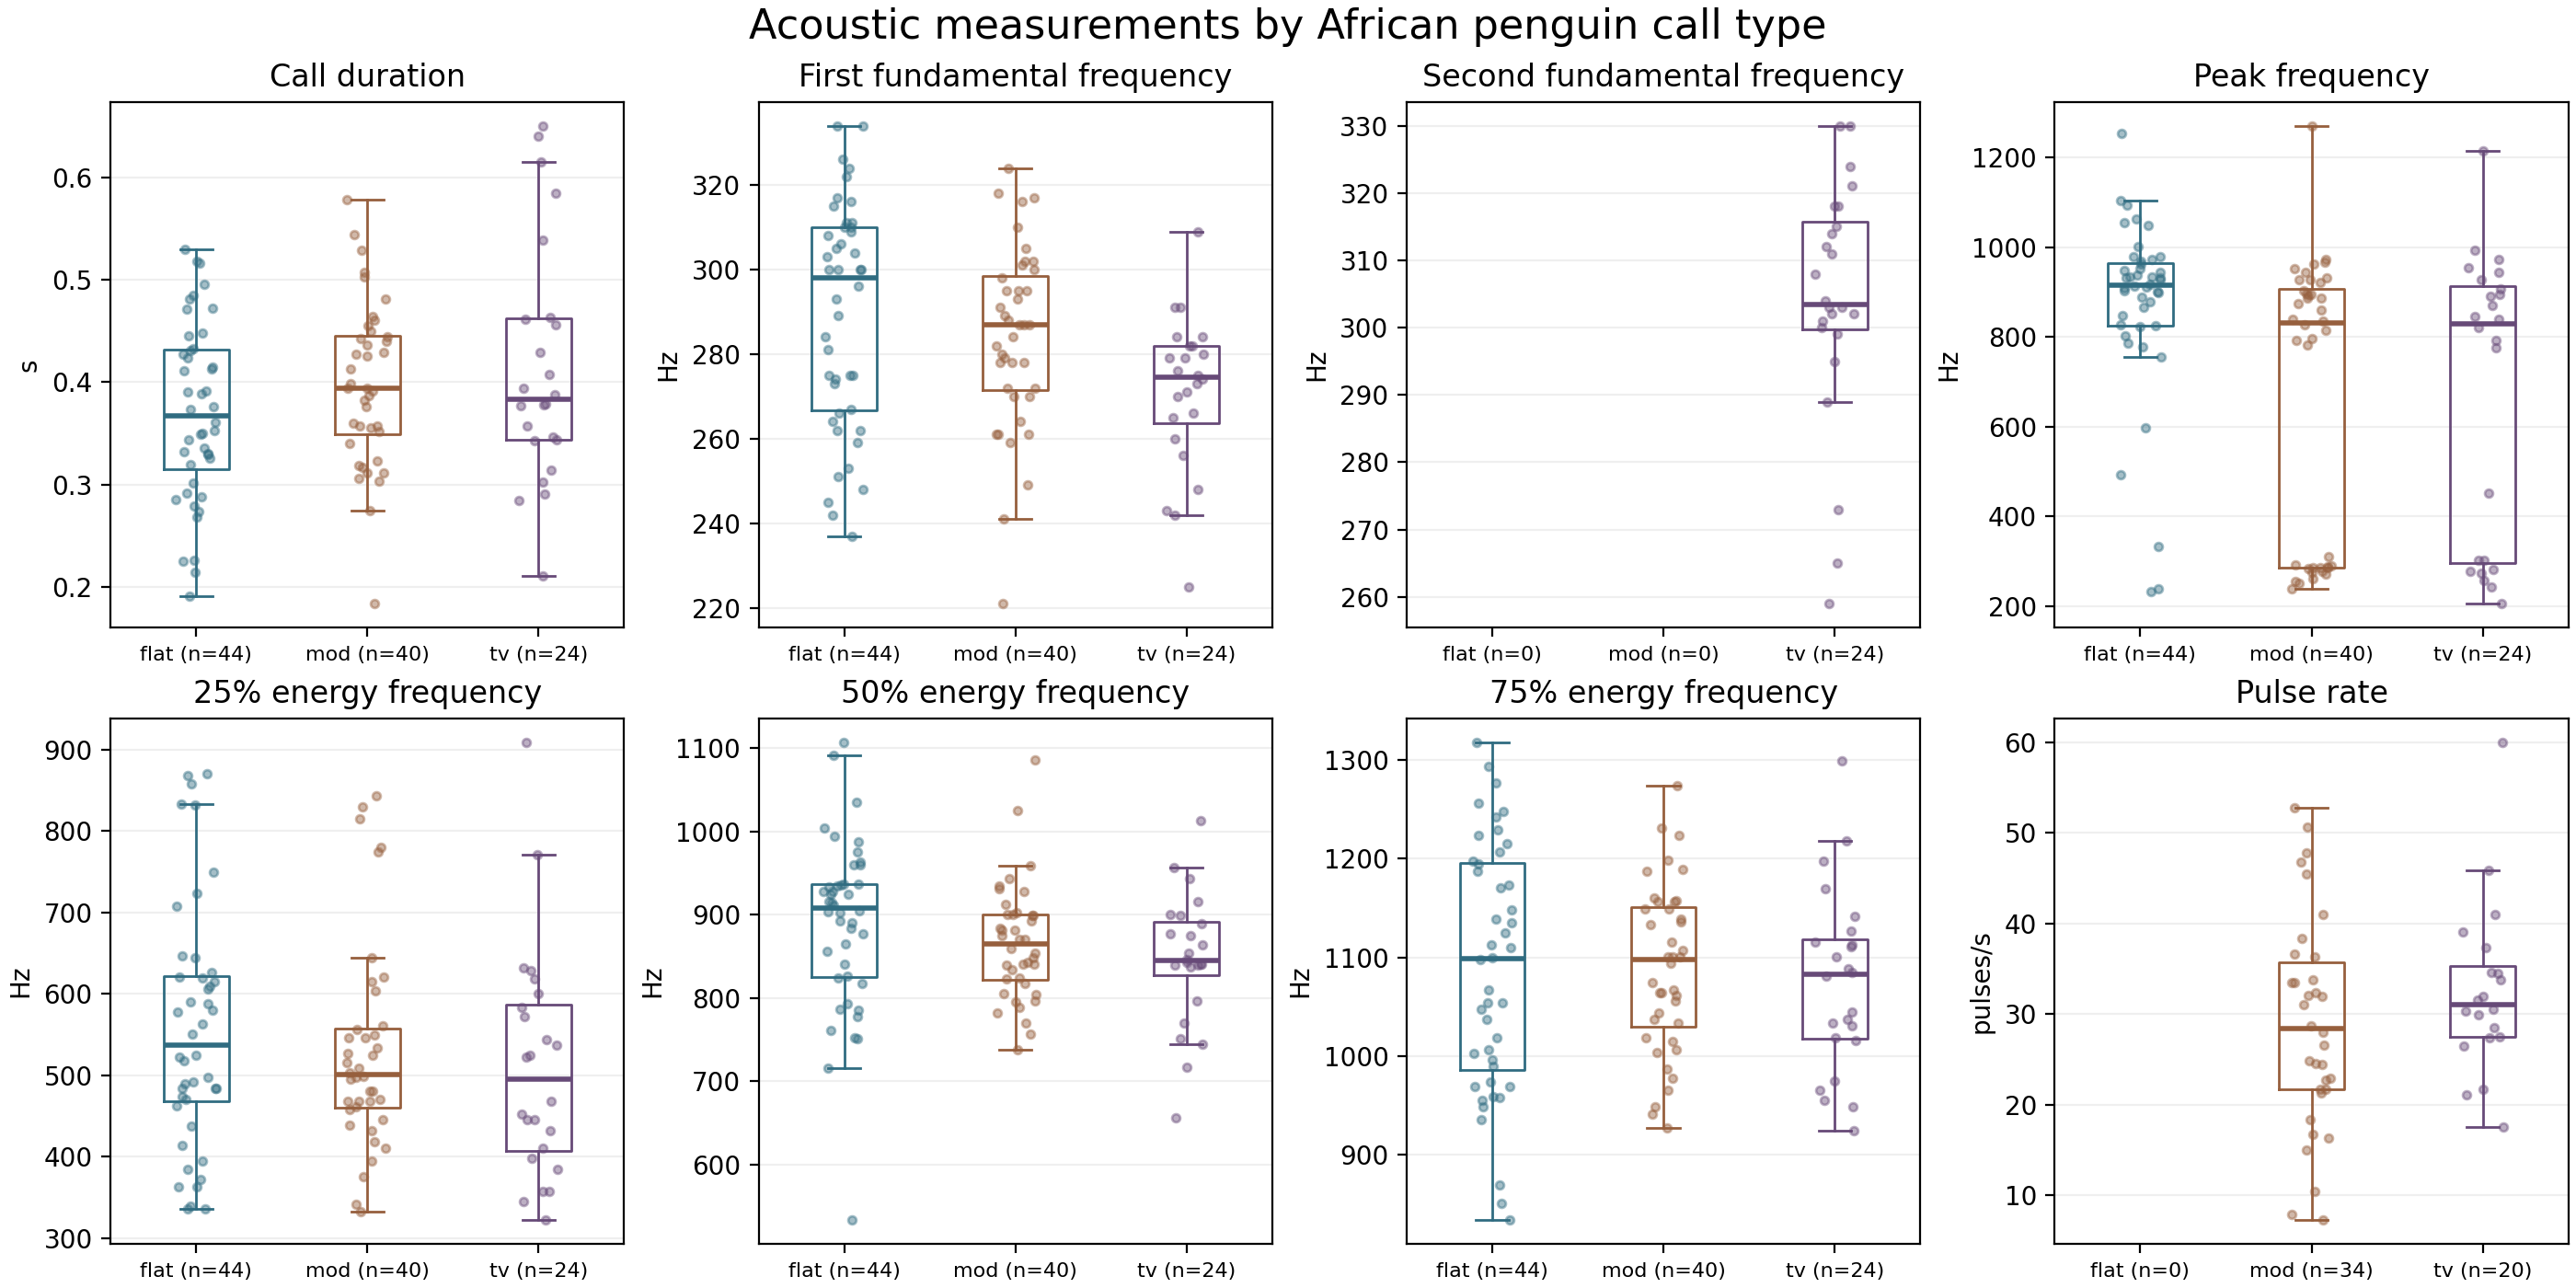 Acoustic measurements by African penguin call type
Call duration
s
0.6
0.5
0.4
0.3
0.2
flat (n=44) mod (n=40) tv (n=24)
First fundamental frequency
Hz
320
300
280
260
240
220
flat (n=44) mod (n=40) tv (n=24)
Second fundamental frequency
Hz
330
320
310
300
290
280
270
260
flat (n=0) mod (n=0) tv (n=24)
Peak frequency
Hz
1200
1000
800
600
400
200
flat (n=44) mod (n=40) tv (n=24)
25% energy frequency
Hz
900
800
700
600
500
400
300
flat (n=44) mod (n=40) tv (n=24)
50% energy frequency
Hz
1100
1000
900
800
700
600
flat (n=44) mod (n=40) tv (n=24)
75% energy frequency
Hz
1300
1200
1100
1000
900
flat (n=44) mod (n=40) tv (n=24)
Pulse rate
pulses/s
60
50
40
30
20
10
flat (n=0) mod (n=34) tv (n=20)